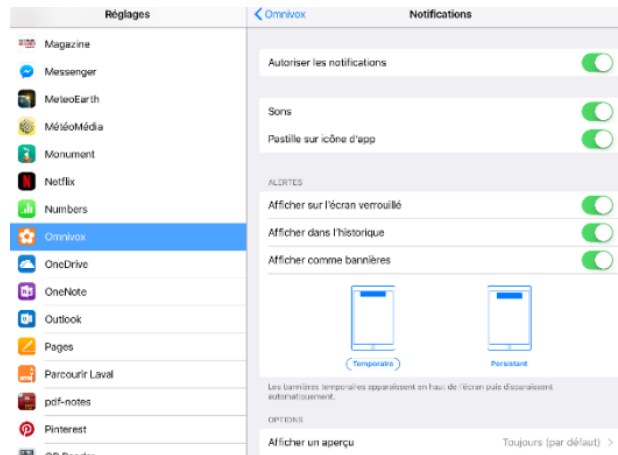 Réglages
Magazine
Messenger
MeteoEarth
MétéoMédia
Monument
Netflix
Numbers
Omnivox
OneDrive
OneNote
Outlook
Pages
Parcourir Laval
pdf-notes
Pinterest
QR Reader
Omnivox
Notifications
Autoriser les notifications
Sons
Pastille sur icône d'app
ALERTES
Afficher sur l'écran verrouillé
Afficher dans l'historique
Afficher comme bannières
Temporaire
Persistant
Les bannières temporaires apparaissent en haut de l'écran puis disparaissent
automatiquement.
OPTIONS
Afficher un aperçu
Toujours (par défaut)